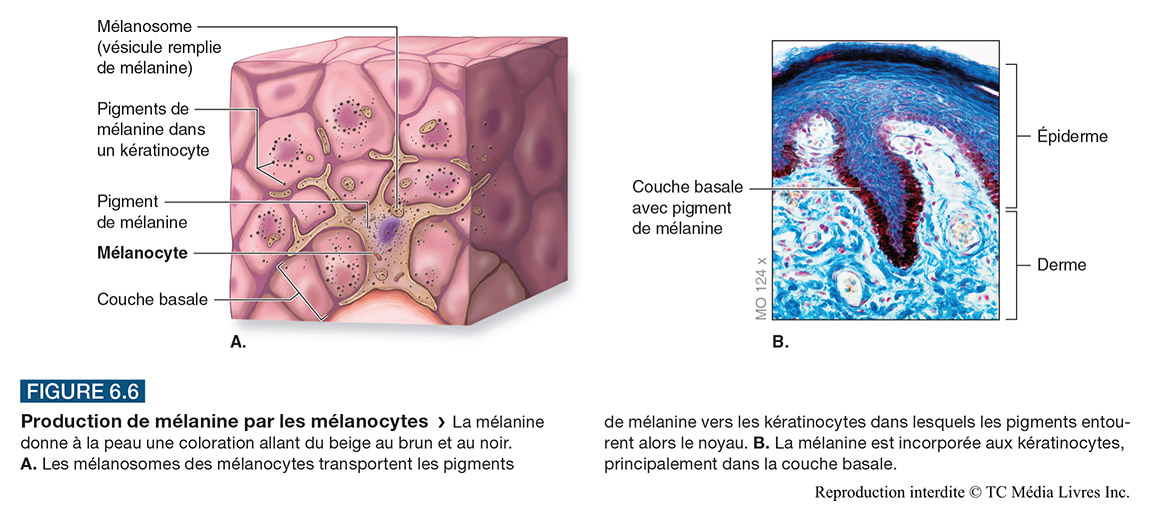 Mélanosome
(vésicule remplie
de mélanine)
Pigments de
mélanine dans
un kératinocyte
Pigment
de mélanine
Mélanocyte
Couche basale
A.
Couche basale
avec pigment
de mélanine
MO 124 x
Épiderme
Derme
B.
FIGURE 6.6
Production de mélanine par les mélanocytes › La mélanine
donne à la peau une coloration allant du beige au brun et au noir.
A. Les mélanosomes des mélanocytes transportent les pigments
de mélanine vers les kératinocytes dans lesquels les pigments entou-
rent alors le noyau. B. La mélanine est incorporée aux kératinocytes,
principalement dans la couche basale.
Reproduction interdite © TC Média Livres Inc.